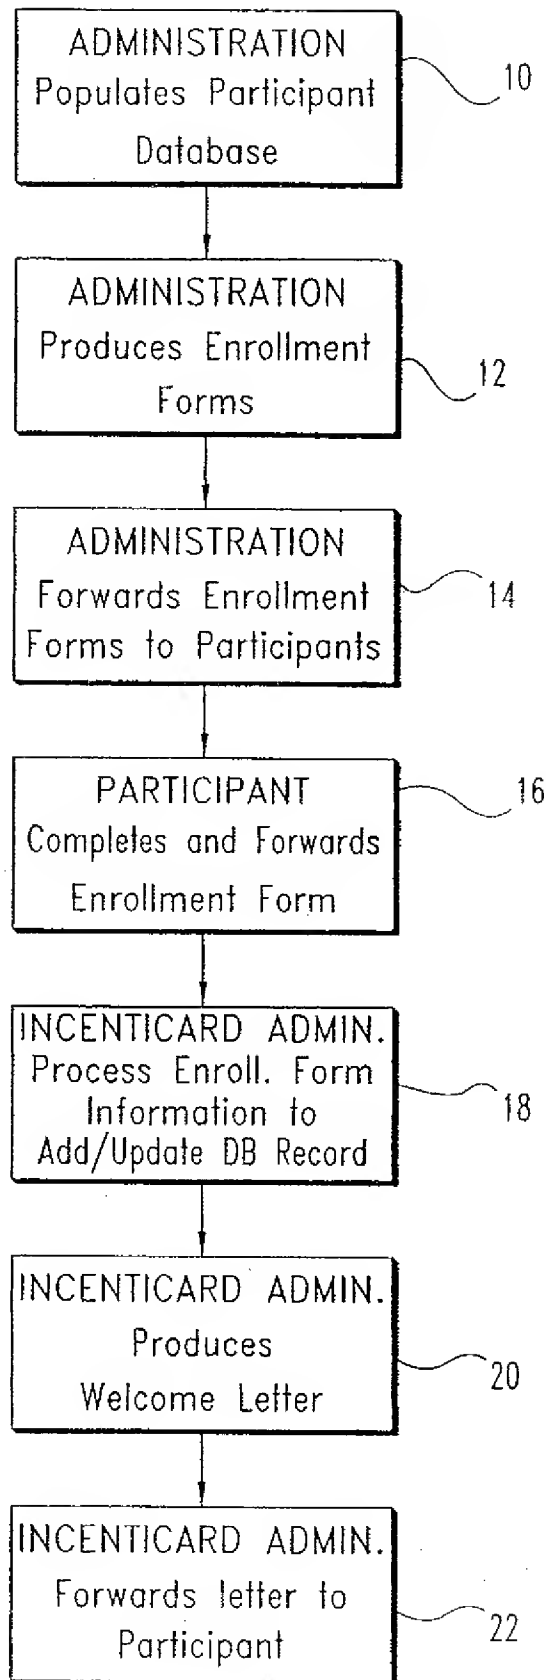 ADMINISTRATION
Populates Participant
Database
10
ADMINISTRATION
Produces Enrollment
Forms
12
ADMINISTRATION
Forwards Enrollment
Forms to Participants
14
PARTICIPANT
Completes and Forwards
Enrollment Form
16
INCENTICARD ADMIN.
Process Enroll. Form
Information to
Add/Update DB Record
18
INCENTICARD ADMIN.
Produces
Welcome Letter
20
INCENTICARD ADMIN.
Forwards letter to
Participant
22